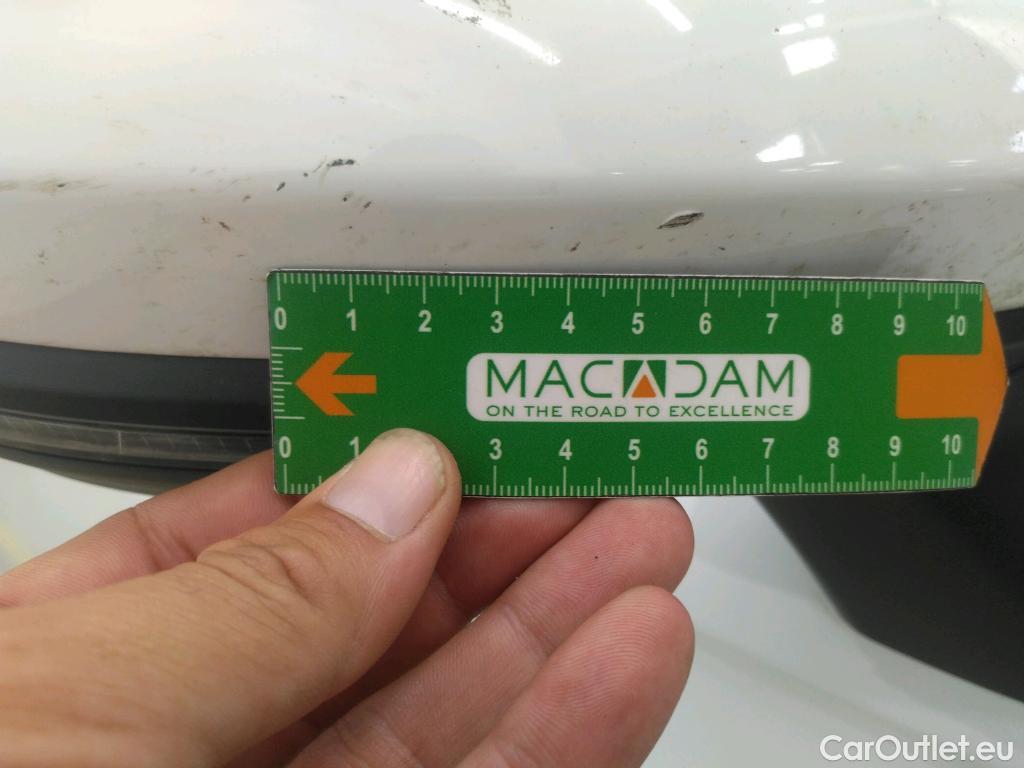 0 1 2 3 4 5 6 7 8 9 10
MACADAM
ON THE ROAD TO EXCELLENCE
0 1 3 4 5 6 7 8 9 10
CarOutlet.eu